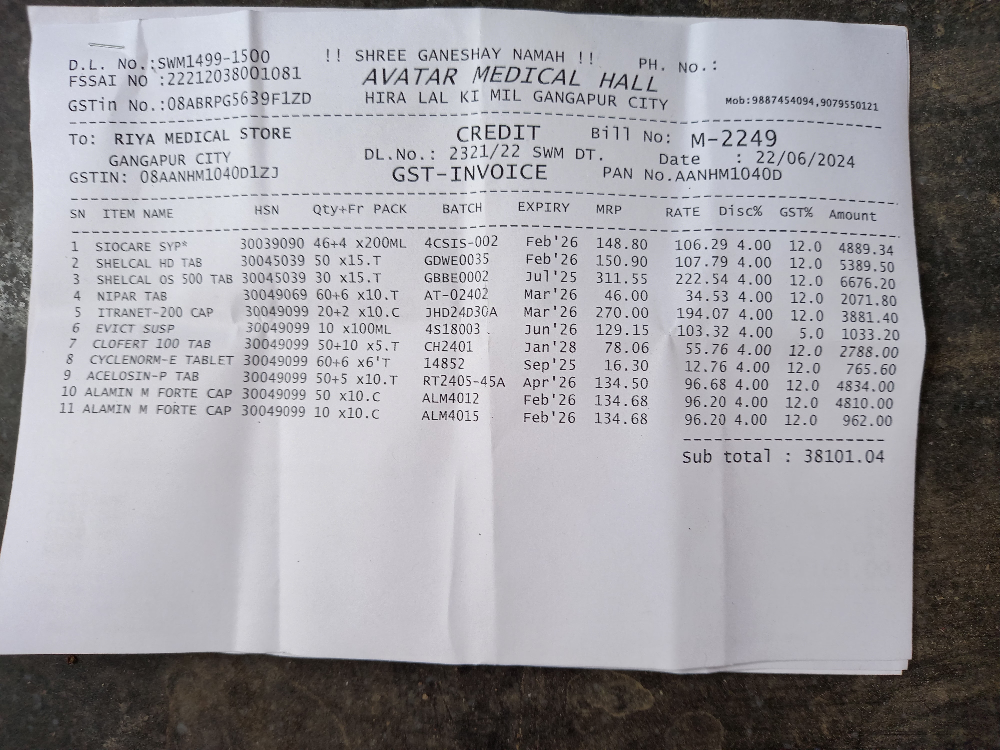 !! SHREE GANESHAY NAMAH !!
D.L. No.:SWM1499-1500 PH. No.:
FSSAI NO :22212038001081 AVATAR MEDICAL HALL
GSTin No.:08ABRPG5639F1ZD HIRA LAL KI MIL GANGAPUR CITY Mob:9887454094,9079550121
To: RIYA MEDICAL STORE CREDIT Bill No: M-2249
GANGAPUR CITY DL.No.: 2321/22 SWM DT. Date : 22/06/2024
GSTIN: 08AANHM1040D1ZJ GST-INVOICE PAN No.AANHM1040D
SN ITEM NAME HSN Qty+Fr PACK BATCH EXPIRY MRP RATE Disc% GST% Amount
1 SIOCARE SYP* 30039090 46+4 x200ML 4CSIS-002 Feb'26 148.80 106.29 4.00 12.0 4889.34
2 SHELCAL HD TAB 30045039 50 x15.T GDWE0035 Feb'26 150.90 107.79 4.00 12.0 5389.50
3 SHELCAL OS 500 TAB 30045039 30 x15.T GBBE0002 Jul'25 311.55 222.54 4.00 12.0 6676.20
4 NIPAR TAB 30049069 60+6 x10.T AT-02402 Mar'26 46.00 34.53 4.00 12.0 2071.80
5 ITRANET-200 CAP 30049099 20+2 x10.C JHD24D30A Mar'26 270.00 194.07 4.00 12.0 3881.40
6 EVICT SUSP 30049099 10 x100ML 4S18003 Jun'26 129.15 103.32 4.00 5.0 1033.20
7 CLOFERT 100 TAB 30049099 50+10 x5.T CH2401 Jan'28 78.06 55.76 4.00 12.0 2788.00
8 CYCLENORM-E TABLET 30049099 60+6 x6'T 14852 Sep'25 16.30 12.76 4.00 12.0 765.60
9 ACELOSIN-P TAB 30049099 50+5 x10.T RT2405-45A Apr'26 134.50 96.68 4.00 12.0 4834.00
10 ALAMIN M FORTE CAP 30049099 50 x10.C ALM4012 Feb'26 134.68 96.20 4.00 12.0 4810.00
11 ALAMIN M FORTE CAP 30049099 10 x10.C ALM4015 Feb'26 134.68 96.20 4.00 12.0 962.00
Sub total : 38101.04